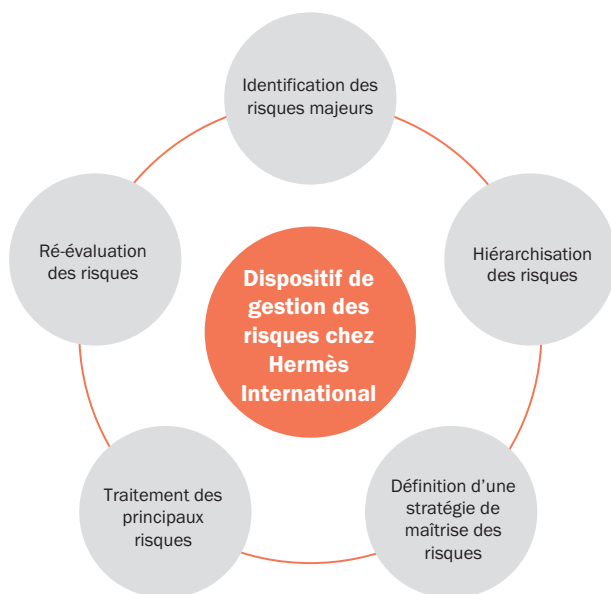 Identification des
risques majeurs
Hiérarchisation
des risques
Définition d’une
stratégie de
maîtrise des
risques
Traitement des
principaux
risques
Ré-évaluation
des risques
Dispositif de
gestion des
risques chez
Hermès
International